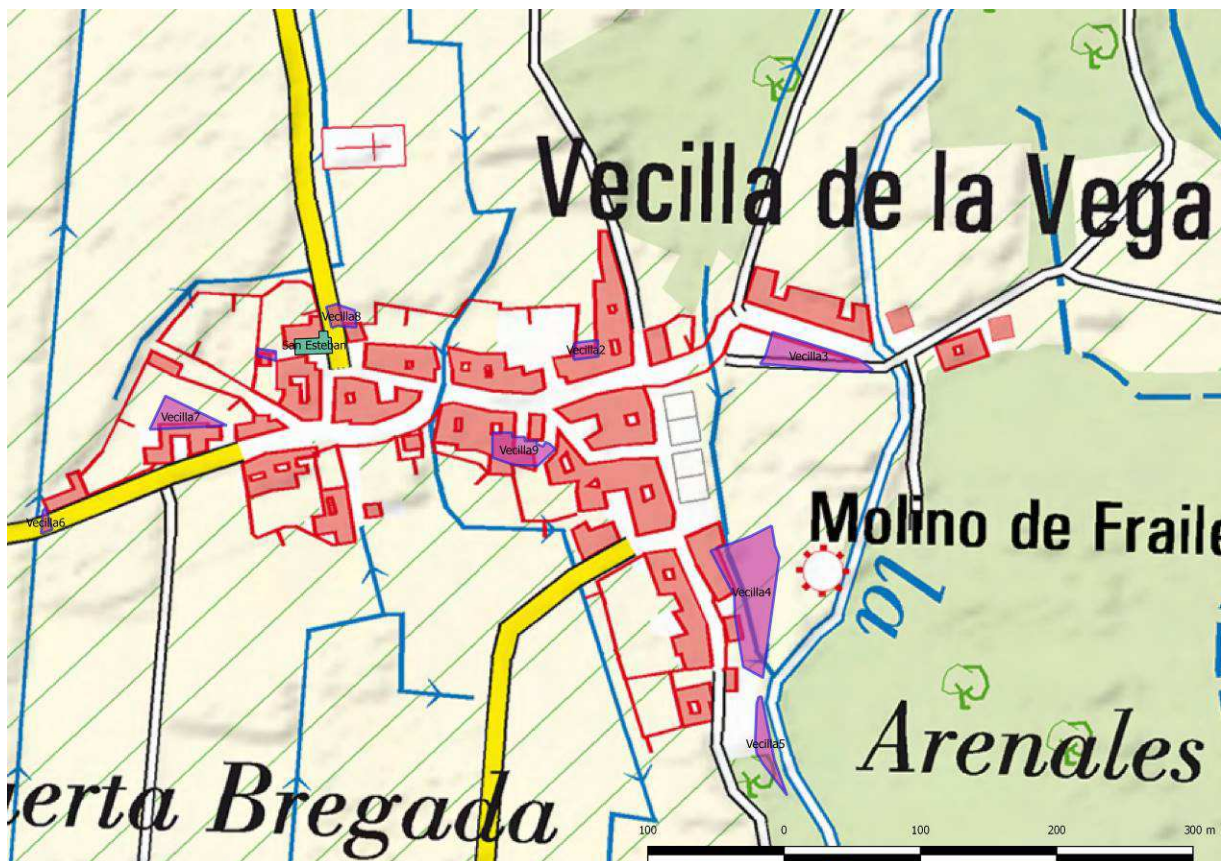 Vecilla de la Vega
Vecilla8
San Esteban
Vecilla2
Vecilla3
Vecilla7
Vecilla9
Vecilla6
Molino de Fraile
Vecilla4
la
Arenales
Vecilla5
uerta Bregada
100 0 100 200 300 m